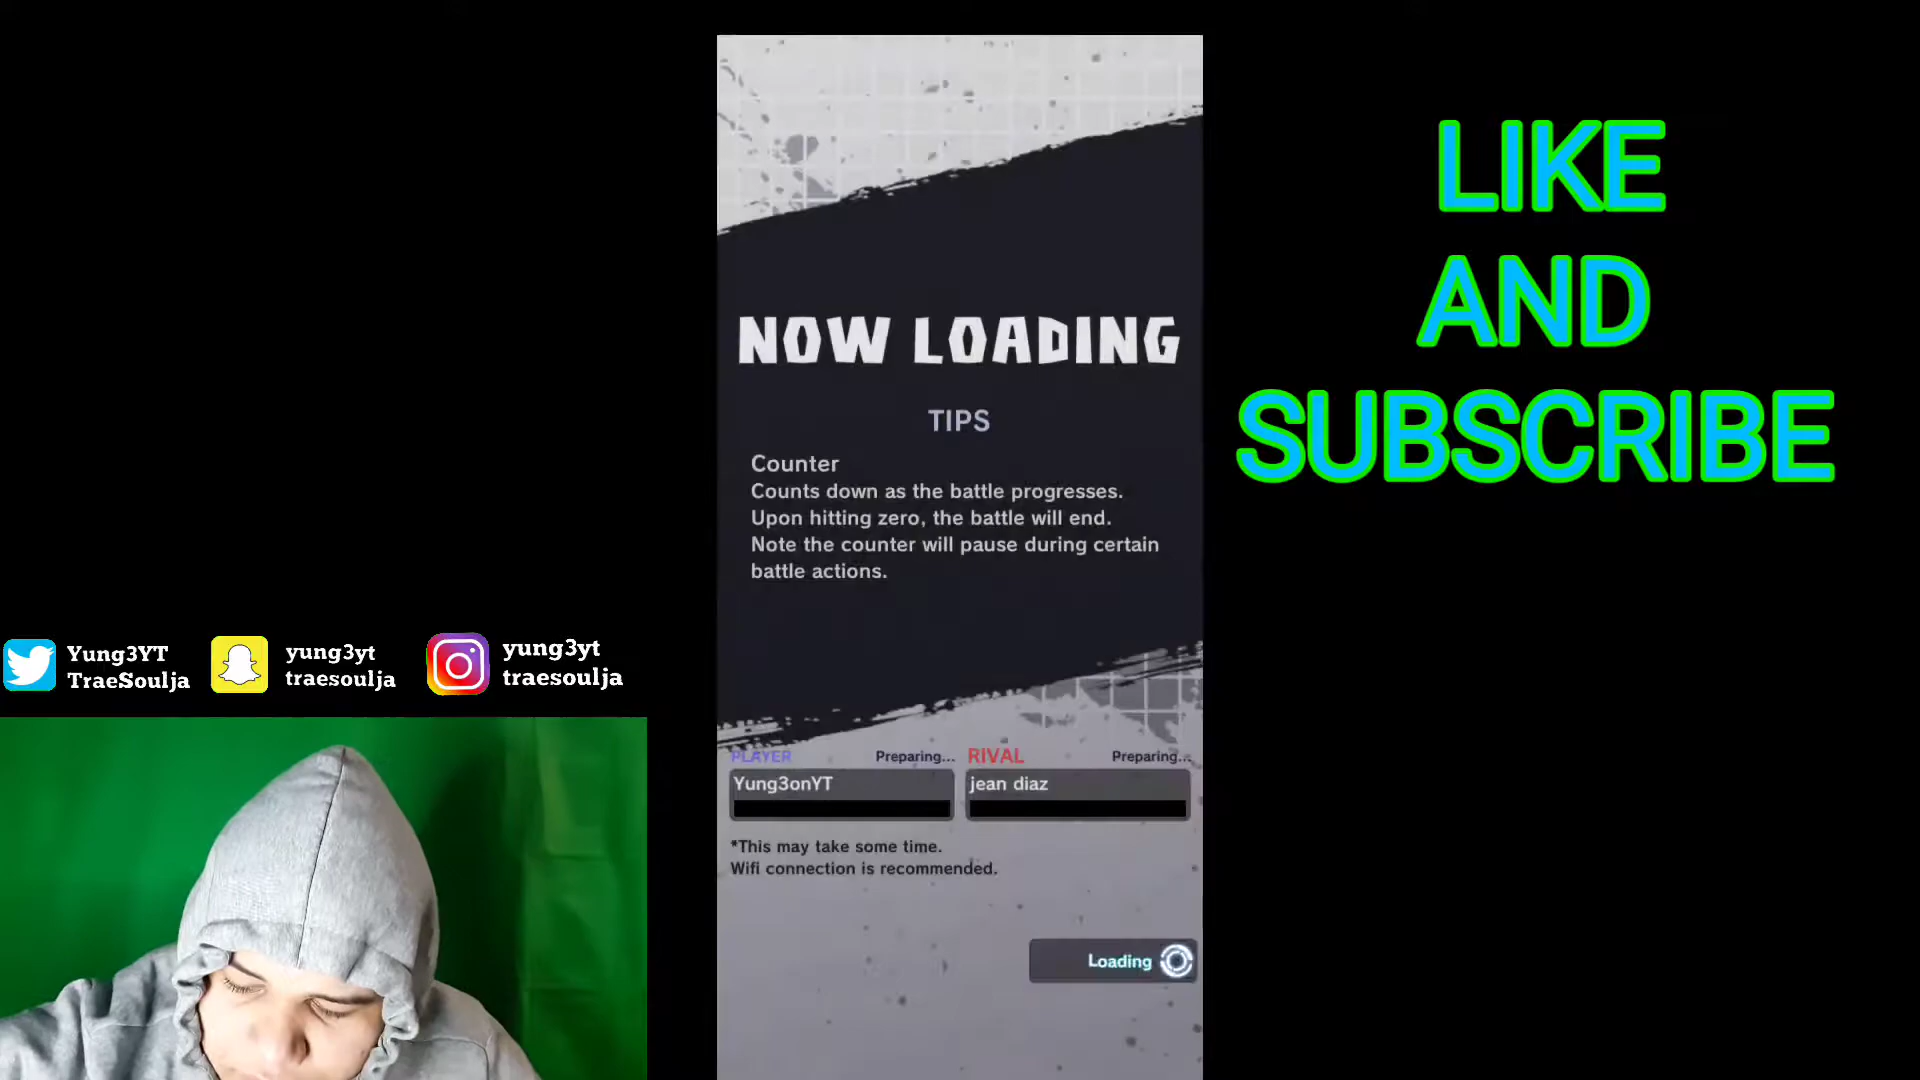 NOW LOADING
TIPS
Counter
Counts down as the battle progresses.
Upon hitting zero, the battle will end.
Note the counter will pause during certain
battle actions.
PLAYER Preparing...
Yung3onYT
RIVAL Preparing...
jean diaz
*This may take some time.
Wifi connection is recommended.
Loading
LIKE
AND
SUBSCRIBE
Yung3YT
TraeSoulja
yung3yt
traesoulja
yung3yt
traesoulja